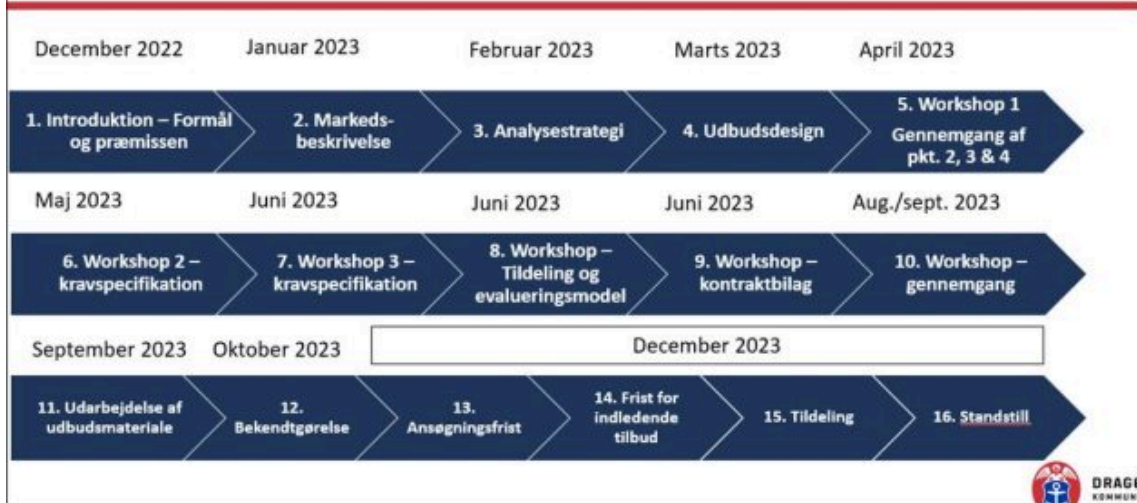 December 2022
Januar 2023
Februar 2023
Marts 2023
April 2023
1. Introduktion – Formål
og præmissen
2. Markeds-
beskrivelse
3. Analysestrategi
4. Udbudsdesign
5. Workshop 1
Gennemgang af
pkt. 2, 3 & 4
Maj 2023
Juni 2023
Juni 2023
Juni 2023
Aug./sept. 2023
6. Workshop 2 –
kravspecifikation
7. Workshop 3 –
kravspecifikation
8. Workshop –
Tildeling og
evalueringsmodel
9. Workshop –
kontraktbilag
10. Workshop –
gennemgang
September 2023
Oktober 2023
December 2023
11. Udarbejdelse af
udbudsmateriale
12.
Bekendtgørelse
13.
Ansøgningsfrist
14. Frist for
indledende
tilbud
15. Tildeling
16. Standstill